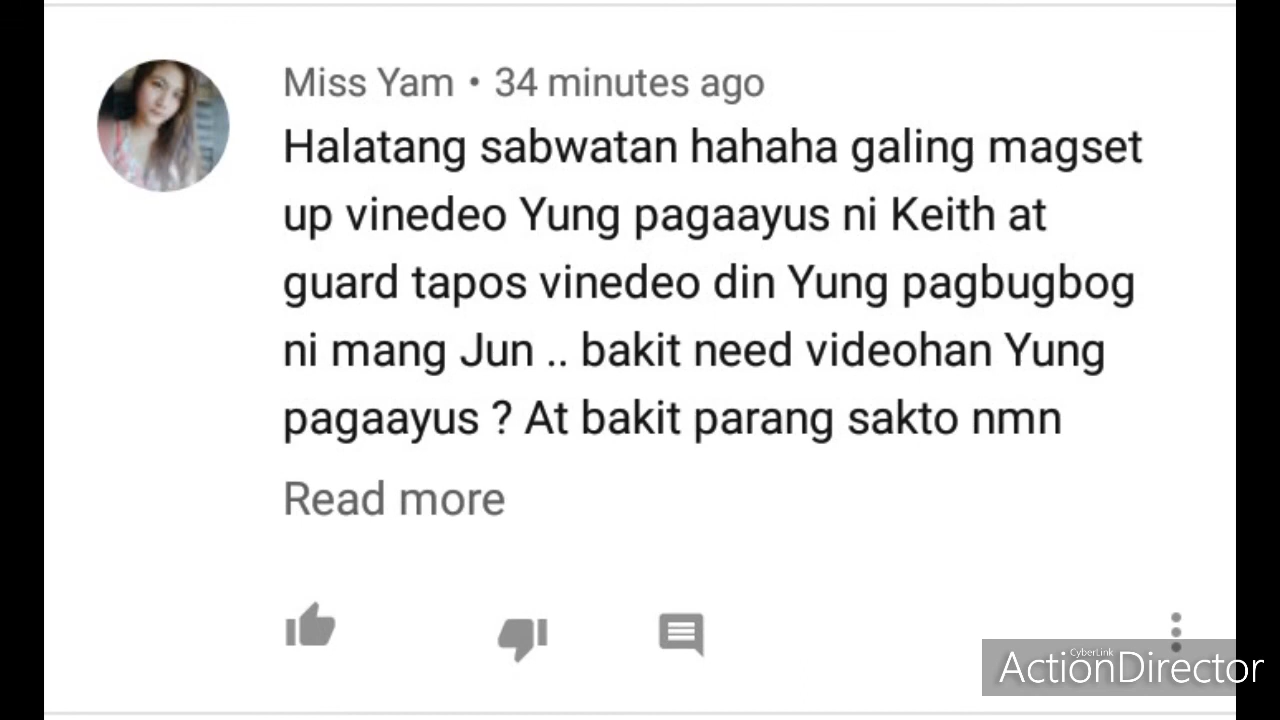 Miss Yam • 34 minutes ago
Halatang sabwatan hahaha galing magset
up vinedeo Yung pagaayus ni Keith at
guard tapos vinedeo din Yung pagbugbog
ni mang Jun .. bakit need videohan Yung
pagaayus ? At bakit parang sakto nmn
Read more
CyberLink
ActionDirector